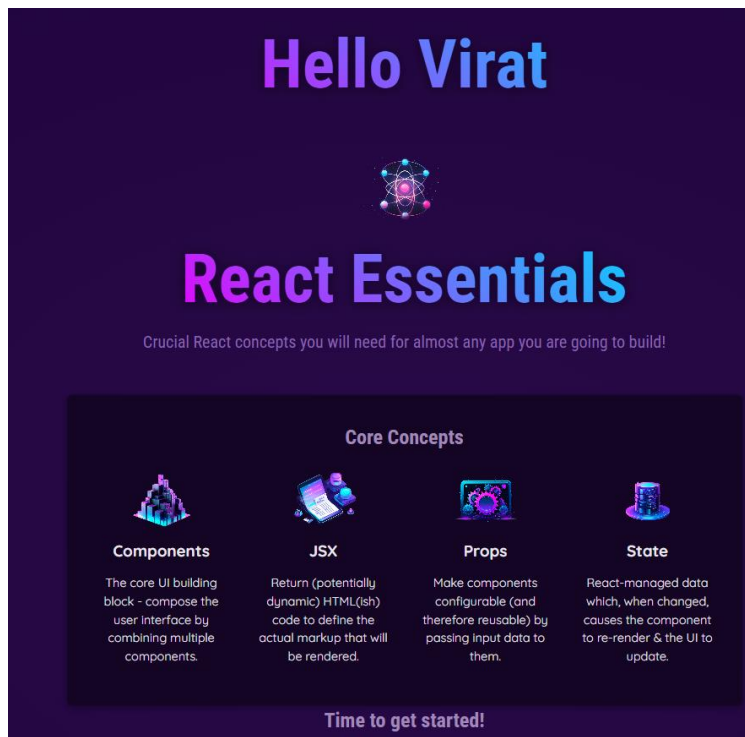 Hello Virat
React Essentials
Crucial React concepts you will need for almost any app you are going to build!
Core Concepts
Components
The core UI building
block - compose the
user interface by
combining multiple
components.
JSX
Return (potentially
dynamic) HTML(ish)
code to define the
actual markup that will
be rendered.
Props
Make components
configurable (and
therefore reusable) by
passing input data to
them.
State
React-managed data
which, when changed,
causes the component
to re-render & the UI to
update.
Time to get started!